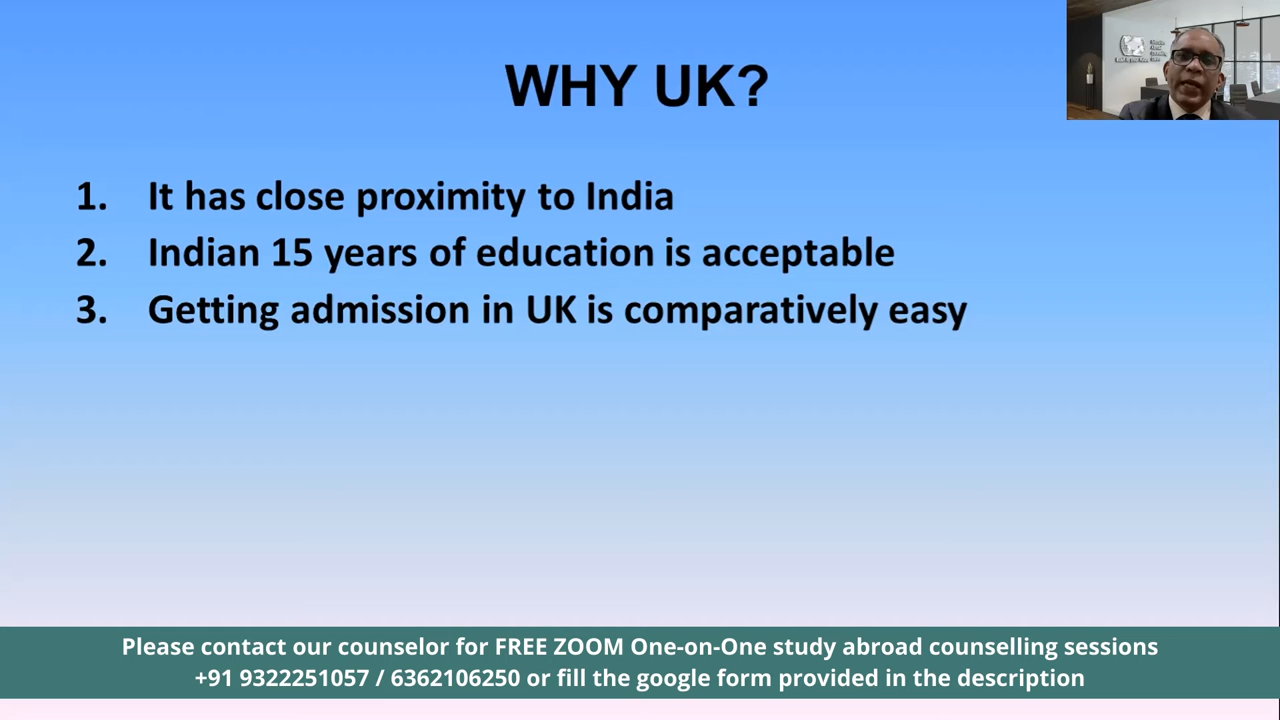 WHY UK?
1. It has close proximity to India
2. Indian 15 years of education is acceptable
3. Getting admission in UK is comparatively easy
Please contact our counselor for FREE ZOOM One-on-One study abroad counselling sessions
+91 9322251057 / 6362106250 or fill the google form provided in the description